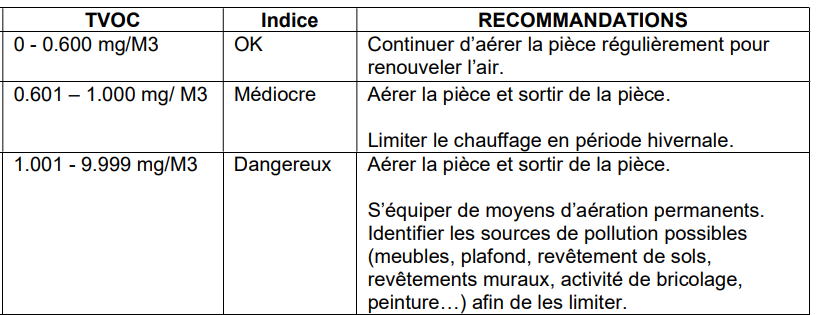 TVOC Indice RECOMMANDATIONS
0 - 0.600 mg/M3 OK Continuer d’aérer la pièce régulièrement pour
renouveler l’air.
0.601 – 1.000 mg/ M3 Médiocre Aérer la pièce et sortir de la pièce.
Limiter le chauffage en période hivernale.
1.001 - 9.999 mg/M3 Dangereux Aérer la pièce et sortir de la pièce.
S’équiper de moyens d’aération permanents.
Identifier les sources de pollution possibles
(meubles, plafond, revêtement de sols,
revêtements muraux, activité de bricolage,
peinture…) afin de les limiter.